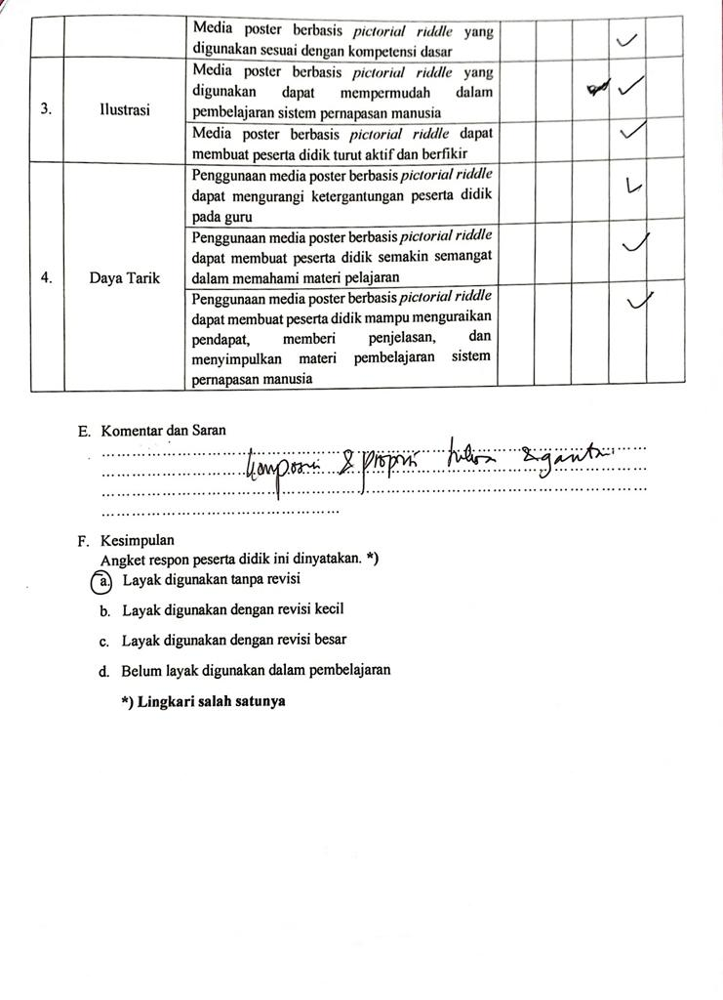 Media poster berbasis pictorial riddle yang
digunakan sesuai dengan kompetensi dasar
3. Ilustrasi
Media poster berbasis pictorial riddle yang
digunakan dapat mempermudah dalam
pembelajaran sistem pernapasan manusia
Media poster berbasis pictorial riddle dapat
membuat peserta didik turut aktif dan berfikir
4. Daya Tarik
Penggunaan media poster berbasis pictorial riddle
dapat mengurangi ketergantungan peserta didik
pada guru
Penggunaan media poster berbasis pictorial riddle
dapat membuat peserta didik semakin semangat
dalam memahami materi pelajaran
Penggunaan media poster berbasis pictorial riddle
dapat membuat peserta didik mampu menguraikan
pendapat, memberi penjelasan, dan
menyimpulkan materi pembelajaran sistem
pernapasan manusia
E. Komentar dan Saran
&
F. Kesimpulan
Angket respon peserta didik ini dinyatakan. *)
a. Layak digunakan tanpa revisi
b. Layak digunakan dengan revisi kecil
c. Layak digunakan dengan revisi besar
d. Belum layak digunakan dalam pembelajaran
*) Lingkari salah satunya